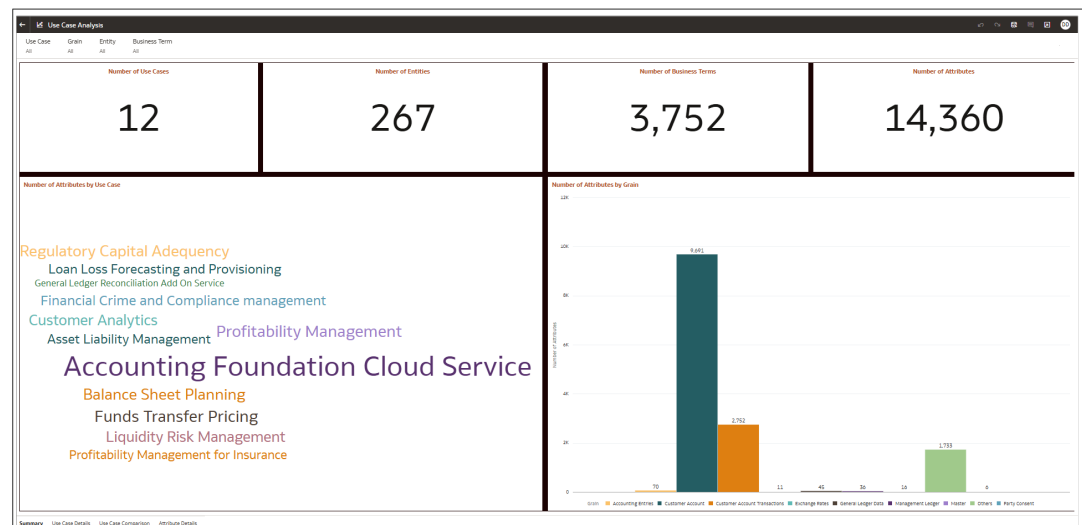 Use Case Analysis
DD
Use Case Grain Entity Business Term
All All All All
Number of Use Cases
12
Number of Entities
267
Number of Business Terms
3,752
Number of Attributes
14,360
Number of Attributes by Use Case
Regulatory Capital Adequency
Loan Loss Forecasting and Provisioning
General Ledger Reconciliation Add On Service
Financial Crime and Compliance management
Customer Analytics
Profitability Management
Asset Liability Management
Accounting Foundation Cloud Service
Balance Sheet Planning
Funds Transfer Pricing
Liquidity Risk Management
Profitability Management for Insurance
Number of Attributes by Grain
12K
10K
8K
6K
4K
2K
0
Number of Attributes
70
9,691
2,752
11
45
36
16
1,733
6
Grain Accounting Entries Customer Account Customer Account Transactions Exchange Rates General Ledger Data Management Ledger Master Others Party Consent
Summary Use Case Details Use Case Comparison Attribute Details